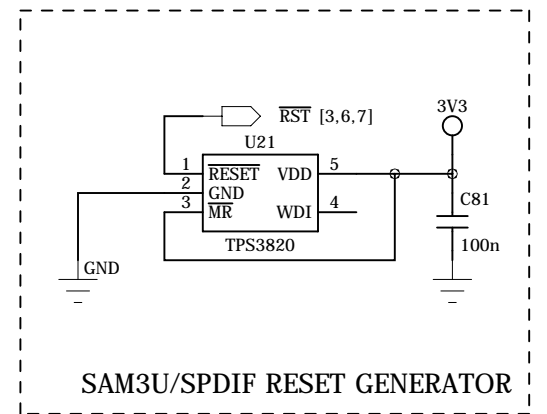 3V3
RST [3,6,7]
U21
1 RESET VDD 5
2 GND
3 MR WDI 4
TPS3820
C81
100n
GND
SAM3U/SPDIF RESET GENERATOR